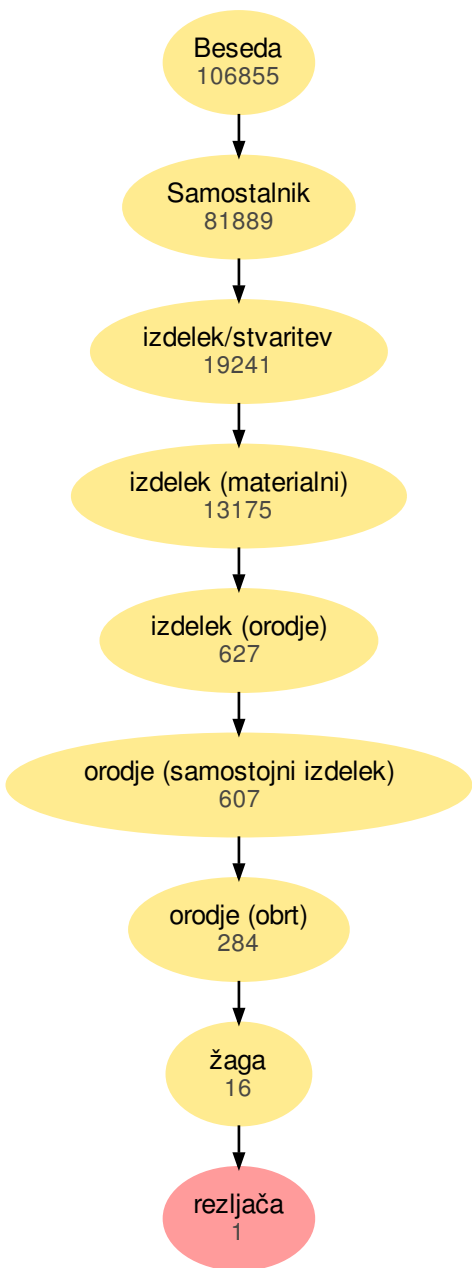 Beseda
106855
Samostalnik
81889
izdelek/stvaritev
19241
izdelek (materialni)
13175
izdelek (orodje)
627
orodje (samostojni izdelek)
607
orodje (obrt)
284
žaga
16
rezljača
1